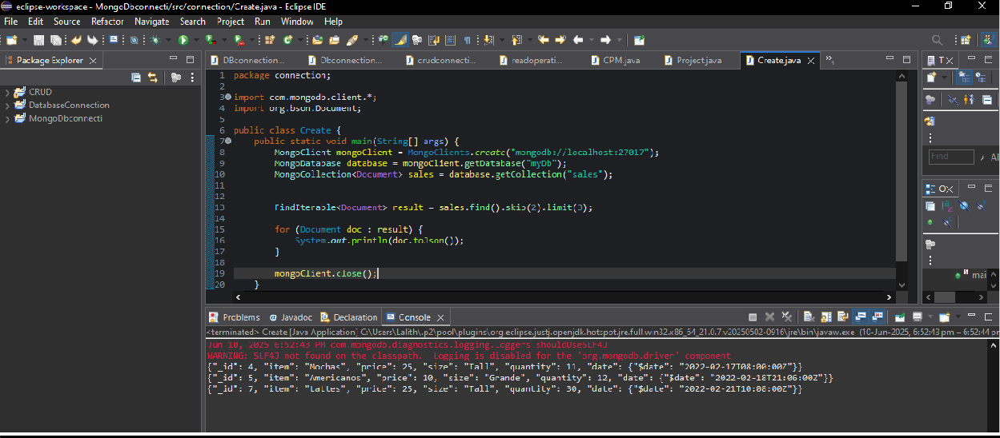 eclipse-workspace - MongoDbconnecti/src/connection/Create.java - Eclipse IDE
File Edit Source Refactor Navigate Search Project Run Window Help
Package Explorer
CRUD
DatabaseConnection
MongoDbconnecti
DBconnection... Dbconnection... crudconnecti... readoperati... CPM.java Project.java Create.java
1 package connection;
2
3 import com.mongodb.client.*;
4 import org.bson.Document;
5
6 public class Create {
7 public static void main(String[] args) {
8 MongoClient mongoClient = MongoClients.create("mongodb://localhost:27017");
9 MongoDatabase database = mongoClient.getDatabase("myDb");
10 MongoCollection<Document> sales = database.getCollection("sales");
11
12
13 FindIterable<Document> result = sales.find().skip(2).limit(3);
14
15 for (Document doc : result) {
16 System.out.println(doc.toJson());
17 }
18
19 mongoClient.close();
20 }
T
Find
Al
O
mai
Problems Javadoc Declaration Console
<terminated> Create [Java Application] C:\Users\Lalith\.p2\pool\plugins\org.eclipse.justj.openjdk.hotspot.jre.full.win32.x86_64_21.0.7.v20250502-0916\jre\bin\javaw.exe (10-Jun-2025, 6:52:43 pm – 6:52:44 pm
Jun 10, 2025 6:52:43 PM com.mongodb.diagnostics.logging.Loggers shouldUseSLF4J
WARNING: SLF4J not found on the classpath. Logging is disabled for the 'org.mongodb.driver' component
{"_id": 4, "item": "Mochas", "price": 25, "size": "Tall", "quantity": 11, "date": {"$date": "2022-02-17T08:00:00Z"}}
{"_id": 5, "item": "Americanos", "price": 10, "size": "Grande", "quantity": 12, "date": {"$date": "2022-02-18T21:06:00Z"}}
{"_id": 7, "item": "Lattes", "price": 25, "size": "Tall", "quantity": 30, "date": {"$date": "2022-02-21T10:08:00Z"}}